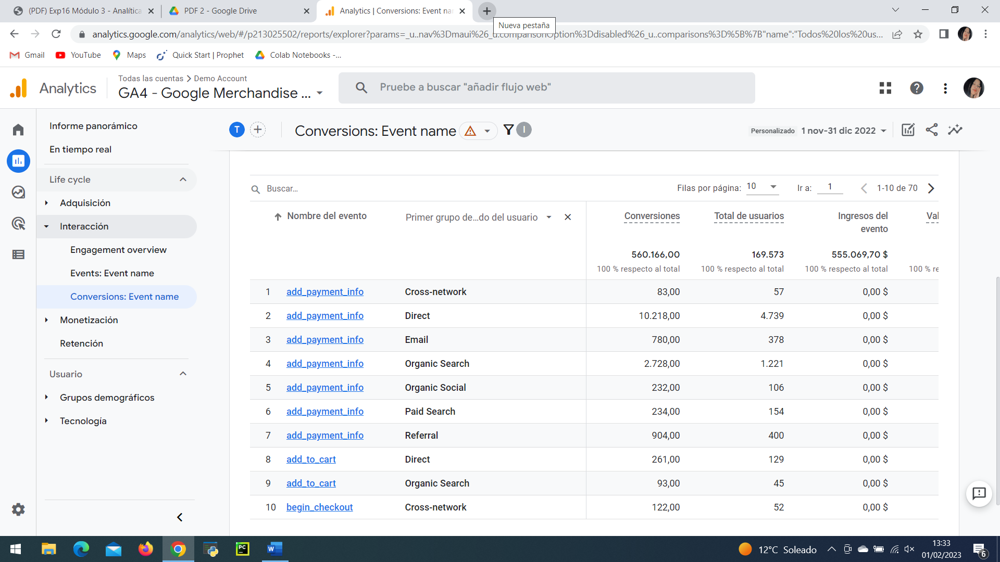 (PDF) Exp16 Módulo 3 - Analítica
PDF 2 - Google Drive
Analytics | Conversions: Event na
Nueva pestaña
analytics.google.com/analytics/web/#/p213025502/reports/explorer?params=_u..nav%3Dmaui%26_u.comparisonOption%3Ddisabled%26_u..comparisons%3D%5B%7B"name":"Todos%20los%20us...
Gmail
YouTube
Maps
Quick Start | Prophet
Colab Notebooks -...
Analytics
Todas las cuentas > Demo Account
GA4 - Google Merchandise ...
Pruebe a buscar "añadir flujo web"
Informe panorámico
En tiempo real
Life cycle
Adquisición
Interacción
Engagement overview
Events: Event name
Conversions: Event name
Monetización
Retención
Usuario
Grupos demográficos
Tecnología
T
Conversions: Event name
I
Personalizado 1 nov-31 dic 2022
Buscar...
Filas por página: 10
Ir a: 1
1-10 de 70
Nombre del evento
Primer grupo de...do del usuario
Conversiones
Total de usuarios
Ingresos del
evento
Val
560.166,00 169.573 555.069,70 $
100 % respecto al total 100 % respecto al total 100 % respecto al total 100 % re
1 add_payment_info Cross-network 83,00 57 0,00 $
2 add_payment_info Direct 10.218,00 4.739 0,00 $
3 add_payment_info Email 780,00 378 0,00 $
4 add_payment_info Organic Search 2.728,00 1.221 0,00 $
5 add_payment_info Organic Social 232,00 106 0,00 $
6 add_payment_info Paid Search 234,00 154 0,00 $
7 add_payment_info Referral 904,00 400 0,00 $
8 add_to_cart Direct 261,00 129 0,00 $
9 add_to_cart Organic Search 93,00 45 0,00 $
10 begin_checkout Cross-network 122,00 52 0,00 $
PC
W
12°C Soleado
13:33
01/02/2023
6